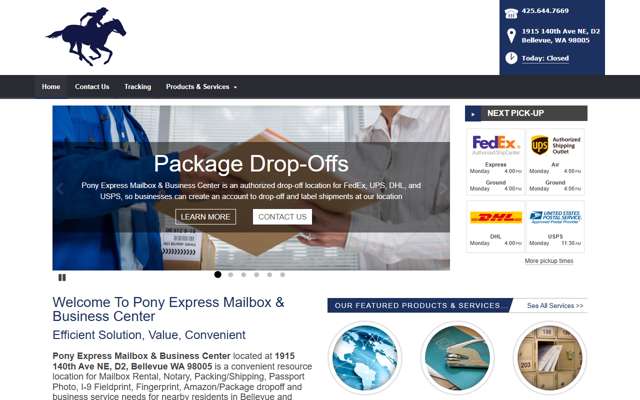 425.644.7669
1915 140th Ave NE, D2
Bellevue, WA 98005
Today: Closed
Home Contact Us Tracking Products & Services
Package Drop-Offs
Pony Express Mailbox & Business Center is an authorized drop-off location for FedEx, UPS, DHL, and
USPS, so businesses can create an account to drop-off and label shipments at our location
LEARN MORE CONTACT US
NEXT PICK-UP
FedEx
Authorized ShipCenter
Express
Monday 4:00 PM
Ground
Monday 4:00 PM
ups Authorized
Shipping
Outlet
Air
Monday 4:00 PM
Ground
Monday 4:00 PM
DHL
DHL
Monday 4:00 PM
UNITED STATES
POSTAL SERVICE
Approved Postal Provider
USPS
Monday 11:30 AM
More pickup times
Welcome To Pony Express Mailbox &
Business Center
Efficient Solution, Value, Convenient
Pony Express Mailbox & Business Center located at 1915
140th Ave NE, D2, Bellevue WA 98005 is a convenient resource
location for Mailbox Rental, Notary, Packing/Shipping, Passport
Photo, I-9 Fieldprint, Fingerprint, Amazon/Package dropoff and
business service needs for nearby residents in Bellevue and
OUR FEATURED PRODUCTS & SERVICES...
See All Services >>
203